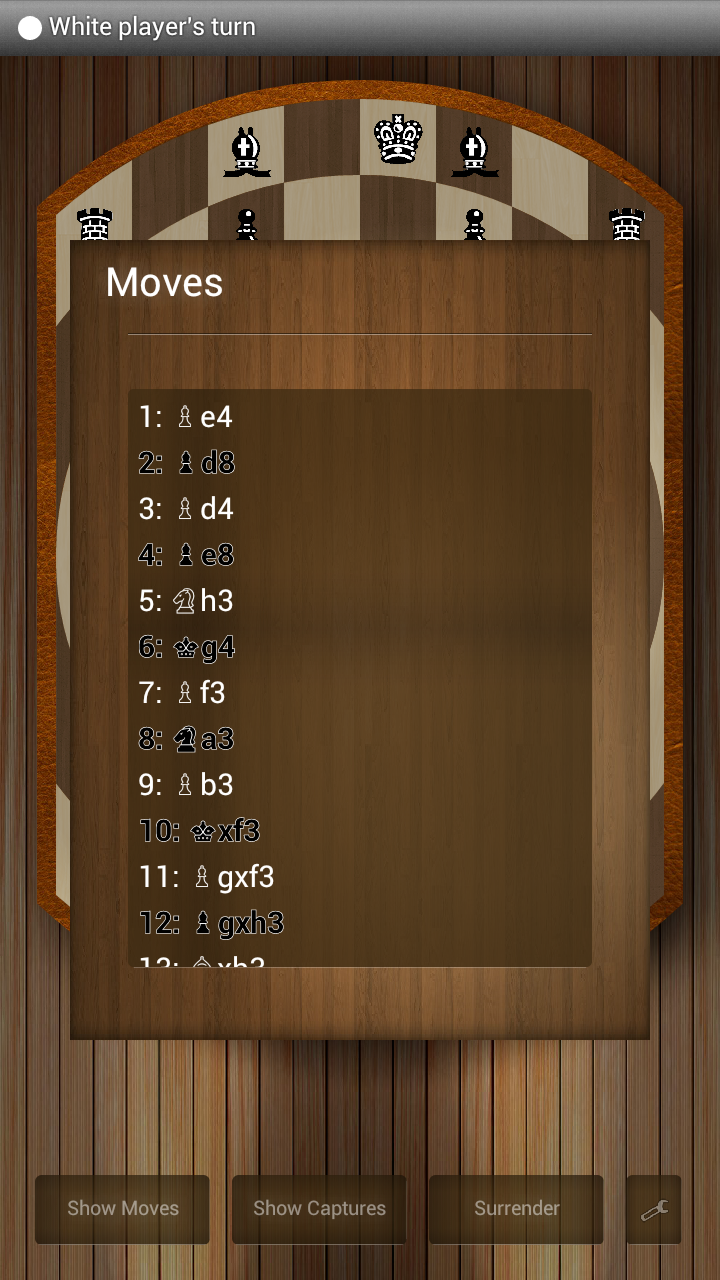 White player's turn
Moves
1: ♗e4
2: ♝d8
3: ♗d4
4: ♝e8
5: ♘h3
6: ♚g4
7: ♗f3
8: ♞a3
9: ♗b3
10: ♚xf3
11: ♗gxf3
12: ♝gxh3
Show Moves
Show Captures
Surrender